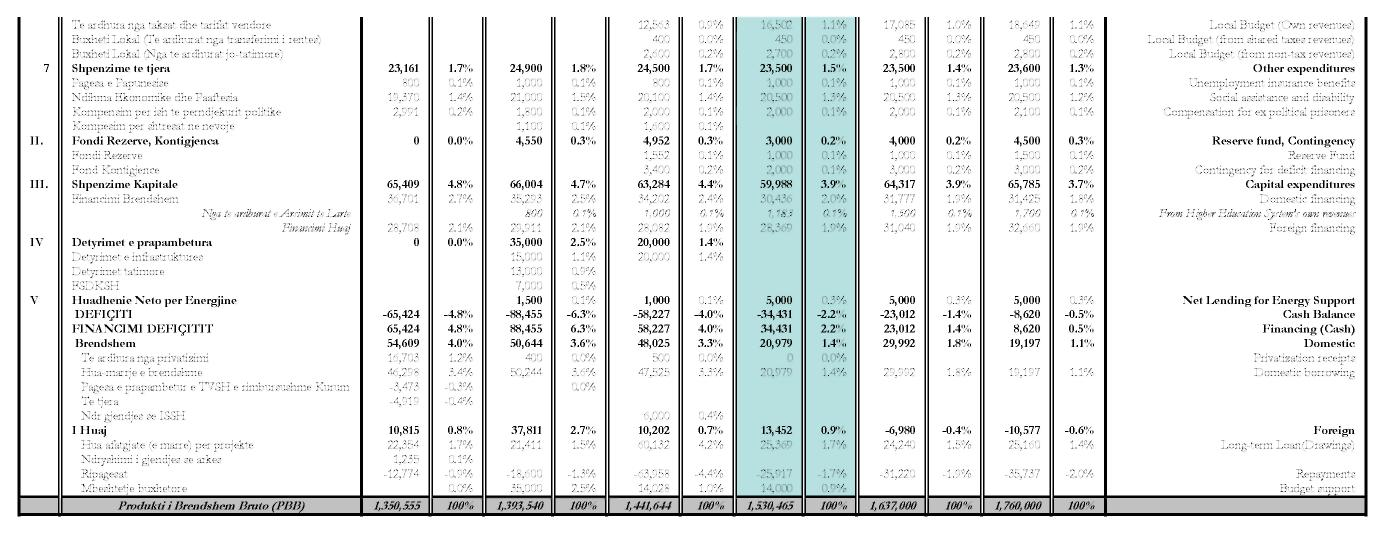 Te ardhura nga taksat dhe tarifat vendore 12,563 0.9% 16,502 1.1% 17,085 1.0% 18,649 1.1% Local Budget (Own revenues)
Buxheti Lokal (Te ardhurat nga transferimi i rentes) 400 0.0% 450 0.0% 450 0.0% 450 0.0% Local Budget (from shared taxes revenues)
Buxheti Lokal (Nga te ardhurat jo-tatimore) 2,600 0.2% 2,700 0.2% 2,800 0.2% 2,800 0.2% Local Budget (from non-tax revenues)
7 Shpenzime te tjera 23,161 1.7% 24,900 1.8% 24,500 1.7% 23,500 1.5% 23,500 1.4% 23,600 1.3% Other expenditures
Pagesa e Papunesise 800 0.1% 1,000 0.1% 800 0.1% 1,000 0.1% 1,000 0.1% 1,000 0.1% Unemployment insurance benefits
Ndihma Ekonomike dhe Paaftesia 19,370 1.4% 21,000 1.5% 20,100 1.4% 20,500 1.3% 20,500 1.3% 20,500 1.2% Social assistance and disability
Kompensim per ish te perndjekurit politike 2,991 0.2% 1,800 0.1% 2,000 0.1% 2,000 0.1% 2,000 0.1% 2,100 0.1% Compensation for ex political prisoners
Kompesim per shtresat ne nevoje 1,100 0.1% 1,600 0.1%
II. Fondi Rezerve, Kontigjenca 0 0.0% 4,550 0.3% 4,952 0.3% 3,000 0.2% 4,000 0.2% 4,500 0.3% Reserve fund, Contingency
Fondi Rezerve 1,552 0.1% 1,000 0.1% 1,000 0.1% 1,500 0.1% Reserve Fund
Fond Kontigjence 3,400 0.2% 2,000 0.1% 3,000 0.2% 3,000 0.2% Contingency for deficit financing
III. Shpenzime Kapitale 65,409 4.8% 66,004 4.7% 63,284 4.4% 59,988 3.9% 64,317 3.9% 65,785 3.7% Capital expenditures
Financimi Brendshem 36,701 2.7% 35,293 2.5% 34,202 2.4% 30,436 2.0% 31,777 1.9% 31,425 1.8% Domestic financing
Nga te ardhurat e Arsimit te Larte 800 0.1% 1,000 0.1% 1,183 0.1% 1,500 0.1% 1,700 0.1% From Higher Education System's own revenues
Financimi Huaj 28,708 2.1% 29,911 2.1% 28,082 1.9% 28,369 1.9% 31,040 1.9% 32,660 1.9% Foreign financing
IV Detyrimet e prapambetura 0 0.0% 35,000 2.5% 20,000 1.4%
Detyrimet e infrastruktures 15,000 1.1% 20,000 1.4%
Detyrimet tatimore 13,000 0.9%
FSDKSH 7,000 0.5%
V Huadhenie Neto per Energjine 1,500 0.1% 1,000 0.1% 5,000 0.3% 5,000 0.3% 5,000 0.3% Net Lending for Energy Support
DEFIÇITI -65,424 -4.8% -88,455 -6.3% -58,227 -4.0% -34,431 -2.2% -23,012 -1.4% -8,620 -0.5% Cash Balance
FINANCIMI DEFIÇITIT 65,424 4.8% 88,455 6.3% 58,227 4.0% 34,431 2.2% 23,012 1.4% 8,620 0.5% Financing (Cash)
Brendshem 54,609 4.0% 50,644 3.6% 48,025 3.3% 20,979 1.4% 29,992 1.8% 19,197 1.1% Domestic
Te ardhura nga privatizimi 16,703 1.2% 400 0.0% 500 0.0% 0 0.0% Privatization receipts
Hua-marrje e brendshme 46,298 3.4% 50,244 3.6% 47,525 3.3% 20,979 1.4% 29,992 1.8% 19,197 1.1% Domestic borrowing
Pagesa e prapambetur e TVSH e rimbursushme Kurum -3,473 -0.3% 0.0%
Te tjera -4,919 -0.4%
Ndr gjendjes se ISSH 6,000 0.4%
I Huaj 10,815 0.8% 37,811 2.7% 10,202 0.7% 13,452 0.9% -6,980 -0.4% -10,577 -0.6% Foreign
Hua afatgjate (e marre) per projekte 22,354 1.7% 21,411 1.5% 60,132 4.2% 25,369 1.7% 24,240 1.5% 25,160 1.4% Long-term Loan(Drawings)
Ndryshimi i gjendjes se arkes 1,235 0.1%
Ripagesat -12,774 -0.9% -18,600 -1.3% -63,958 -4.4% -25,917 -1.7% -31,220 -1.9% -35,737 -2.0% Repayments
Mbeshtetje buxhetore 0.0% 35,000 2.5% 14,028 1.0% 14,000 0.9% Budget support
Produkti i Brendshem Bruto (PBB) 1,350,555 100% 1,393,540 100% 1,441,644 100% 1,530,465 100% 1,637,000 100% 1,760,000 100%